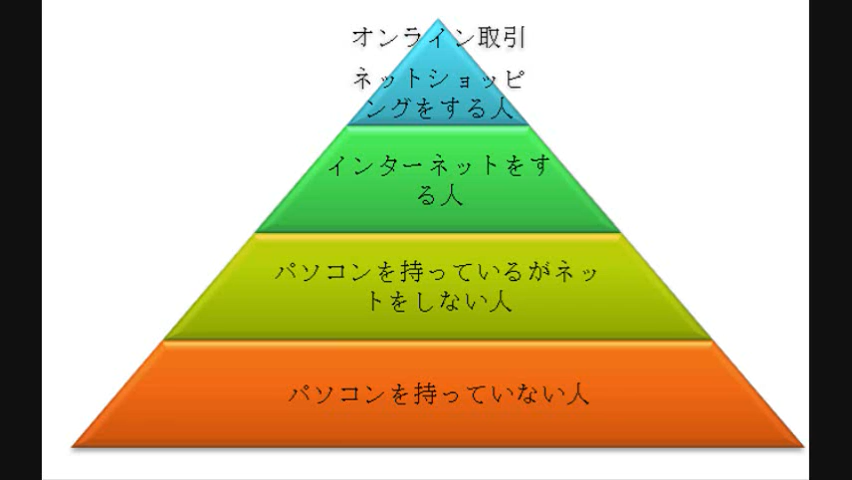 オンライン取引
ネットショッピ
ングをする人
インターネットをす
る人
パソコンを持っているがネッ
トをしない人
パソコンを持っていない人